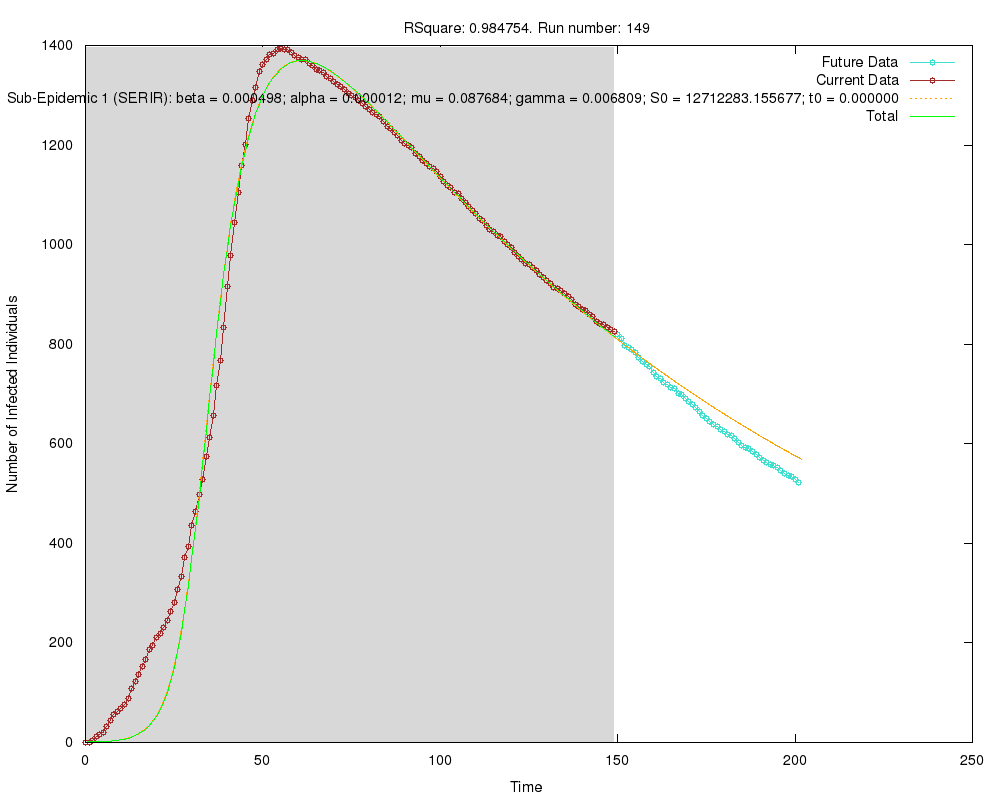 RSquare: 0.984754. Run number: 149
Future Data
Current Data
Sub-Epidemic 1 (SERIR): beta = 0.000498; alpha = 0.000012; mu = 0.087684; gamma = 0.006809; S0 = 12712283.155677; t0 = 0.000000
Total
1400
1200
1000
800
600
400
200
0
Number of Infected Individuals
0 50 100 150 200 250
Time